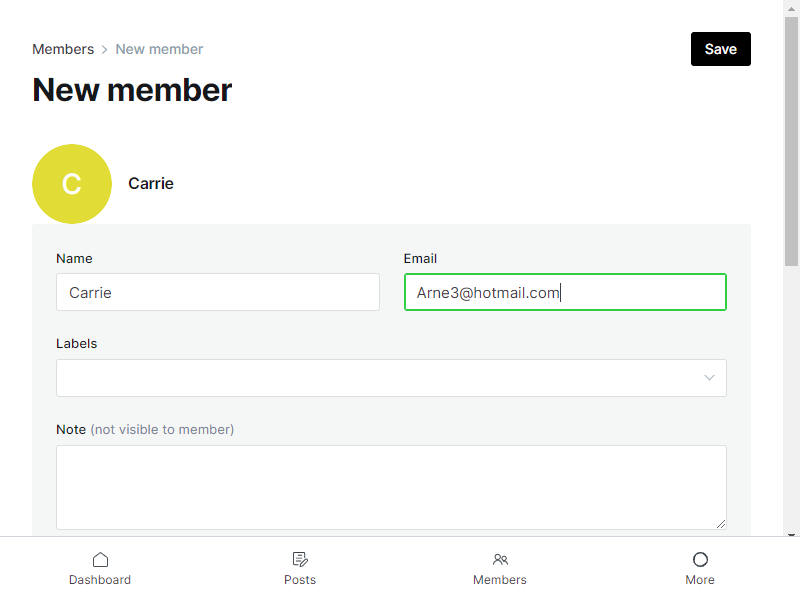 Members > New member
Save
New member
C
Carrie
Name
Email
Carrie
Arne3@hotmail.com
Labels
Note (not visible to member)
Dashboard
Posts
Members
More